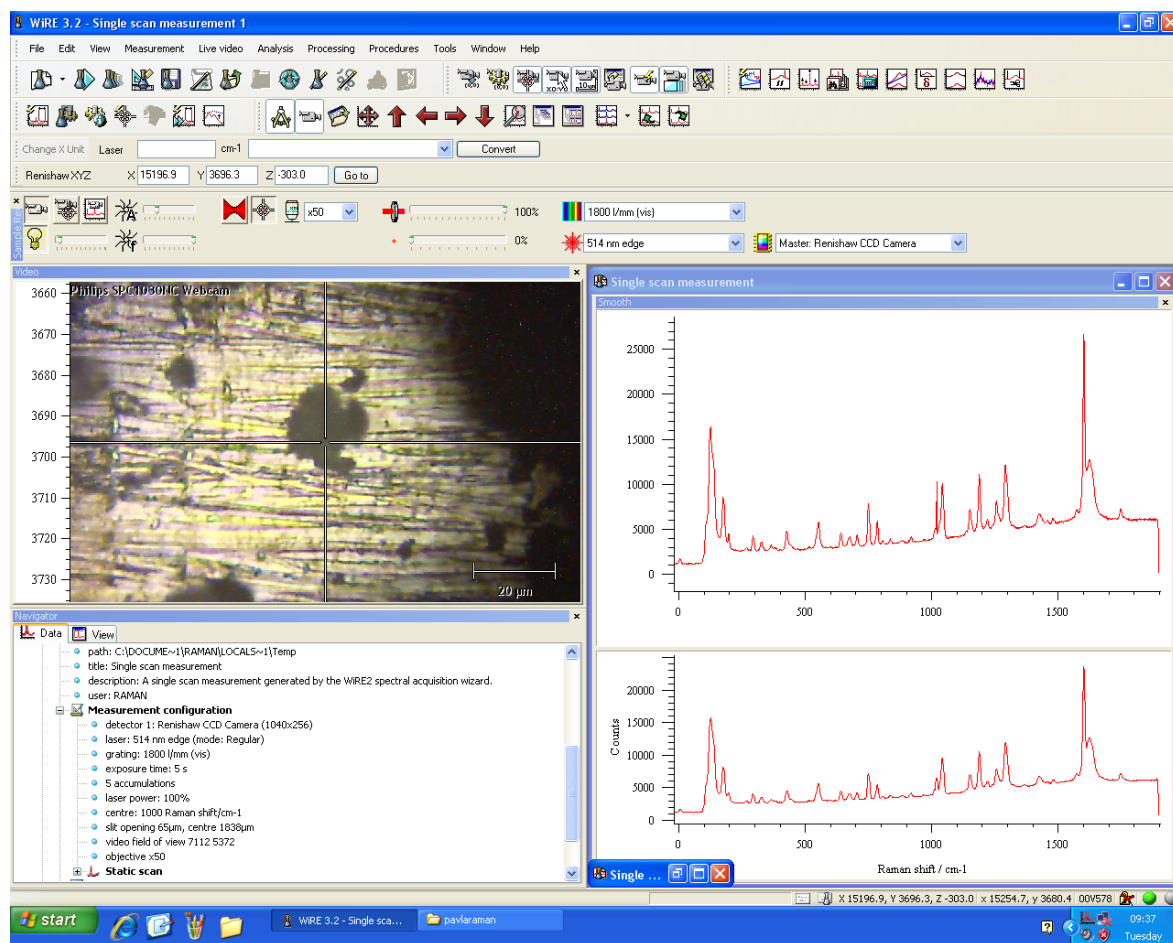 WiRE 3.2 - Single scan measurement 1
File Edit View Measurement Live video Analysis Processing Procedures Tools Window Help
Change X Unit Laser cm-1 Convert
Renishaw XYZ X 15196.9 Y 3696.3 Z -303.0 Go to
x50 100% 1800 l/mm (vis)
0% 514 nm edge Master: Renishaw CCD Camera
Video
Philips SPC1030NC Webcam
3660
3670
3680
3690
3700
3710
3720
3730
20 µm
Single scan measurement
Smooth
25000
20000
15000
10000
5000
0
0 500 1000 1500
20000
15000
10000
5000
0
Counts
0 500 1000 1500
Raman shift / cm-1
Navigator
Data View
path: C:\DOCUME~1\RAMAN\LOCALS~1\Temp
title: Single scan measurement
description: A single scan measurement generated by the WiRE2 spectral acquisition wizard.
user: RAMAN
Measurement configuration
detector 1: Renishaw CCD Camera (1040x256)
laser: 514 nm edge (mode: Regular)
grating: 1800 l/mm (vis)
exposure time: 5 s
5 accumulations
laser power: 100%
centre: 1000 Raman shift/cm-1
slit opening 65µm, centre 1838µm
video field of view 7112 5372
objective x50
Static scan
Single ...
X 15196.9, Y 3696.3, Z -303.0 x 15254.7, y 3680.4 00V578
start WiRE 3.2 - Single sca... pavlaraman 09:37
Tuesday